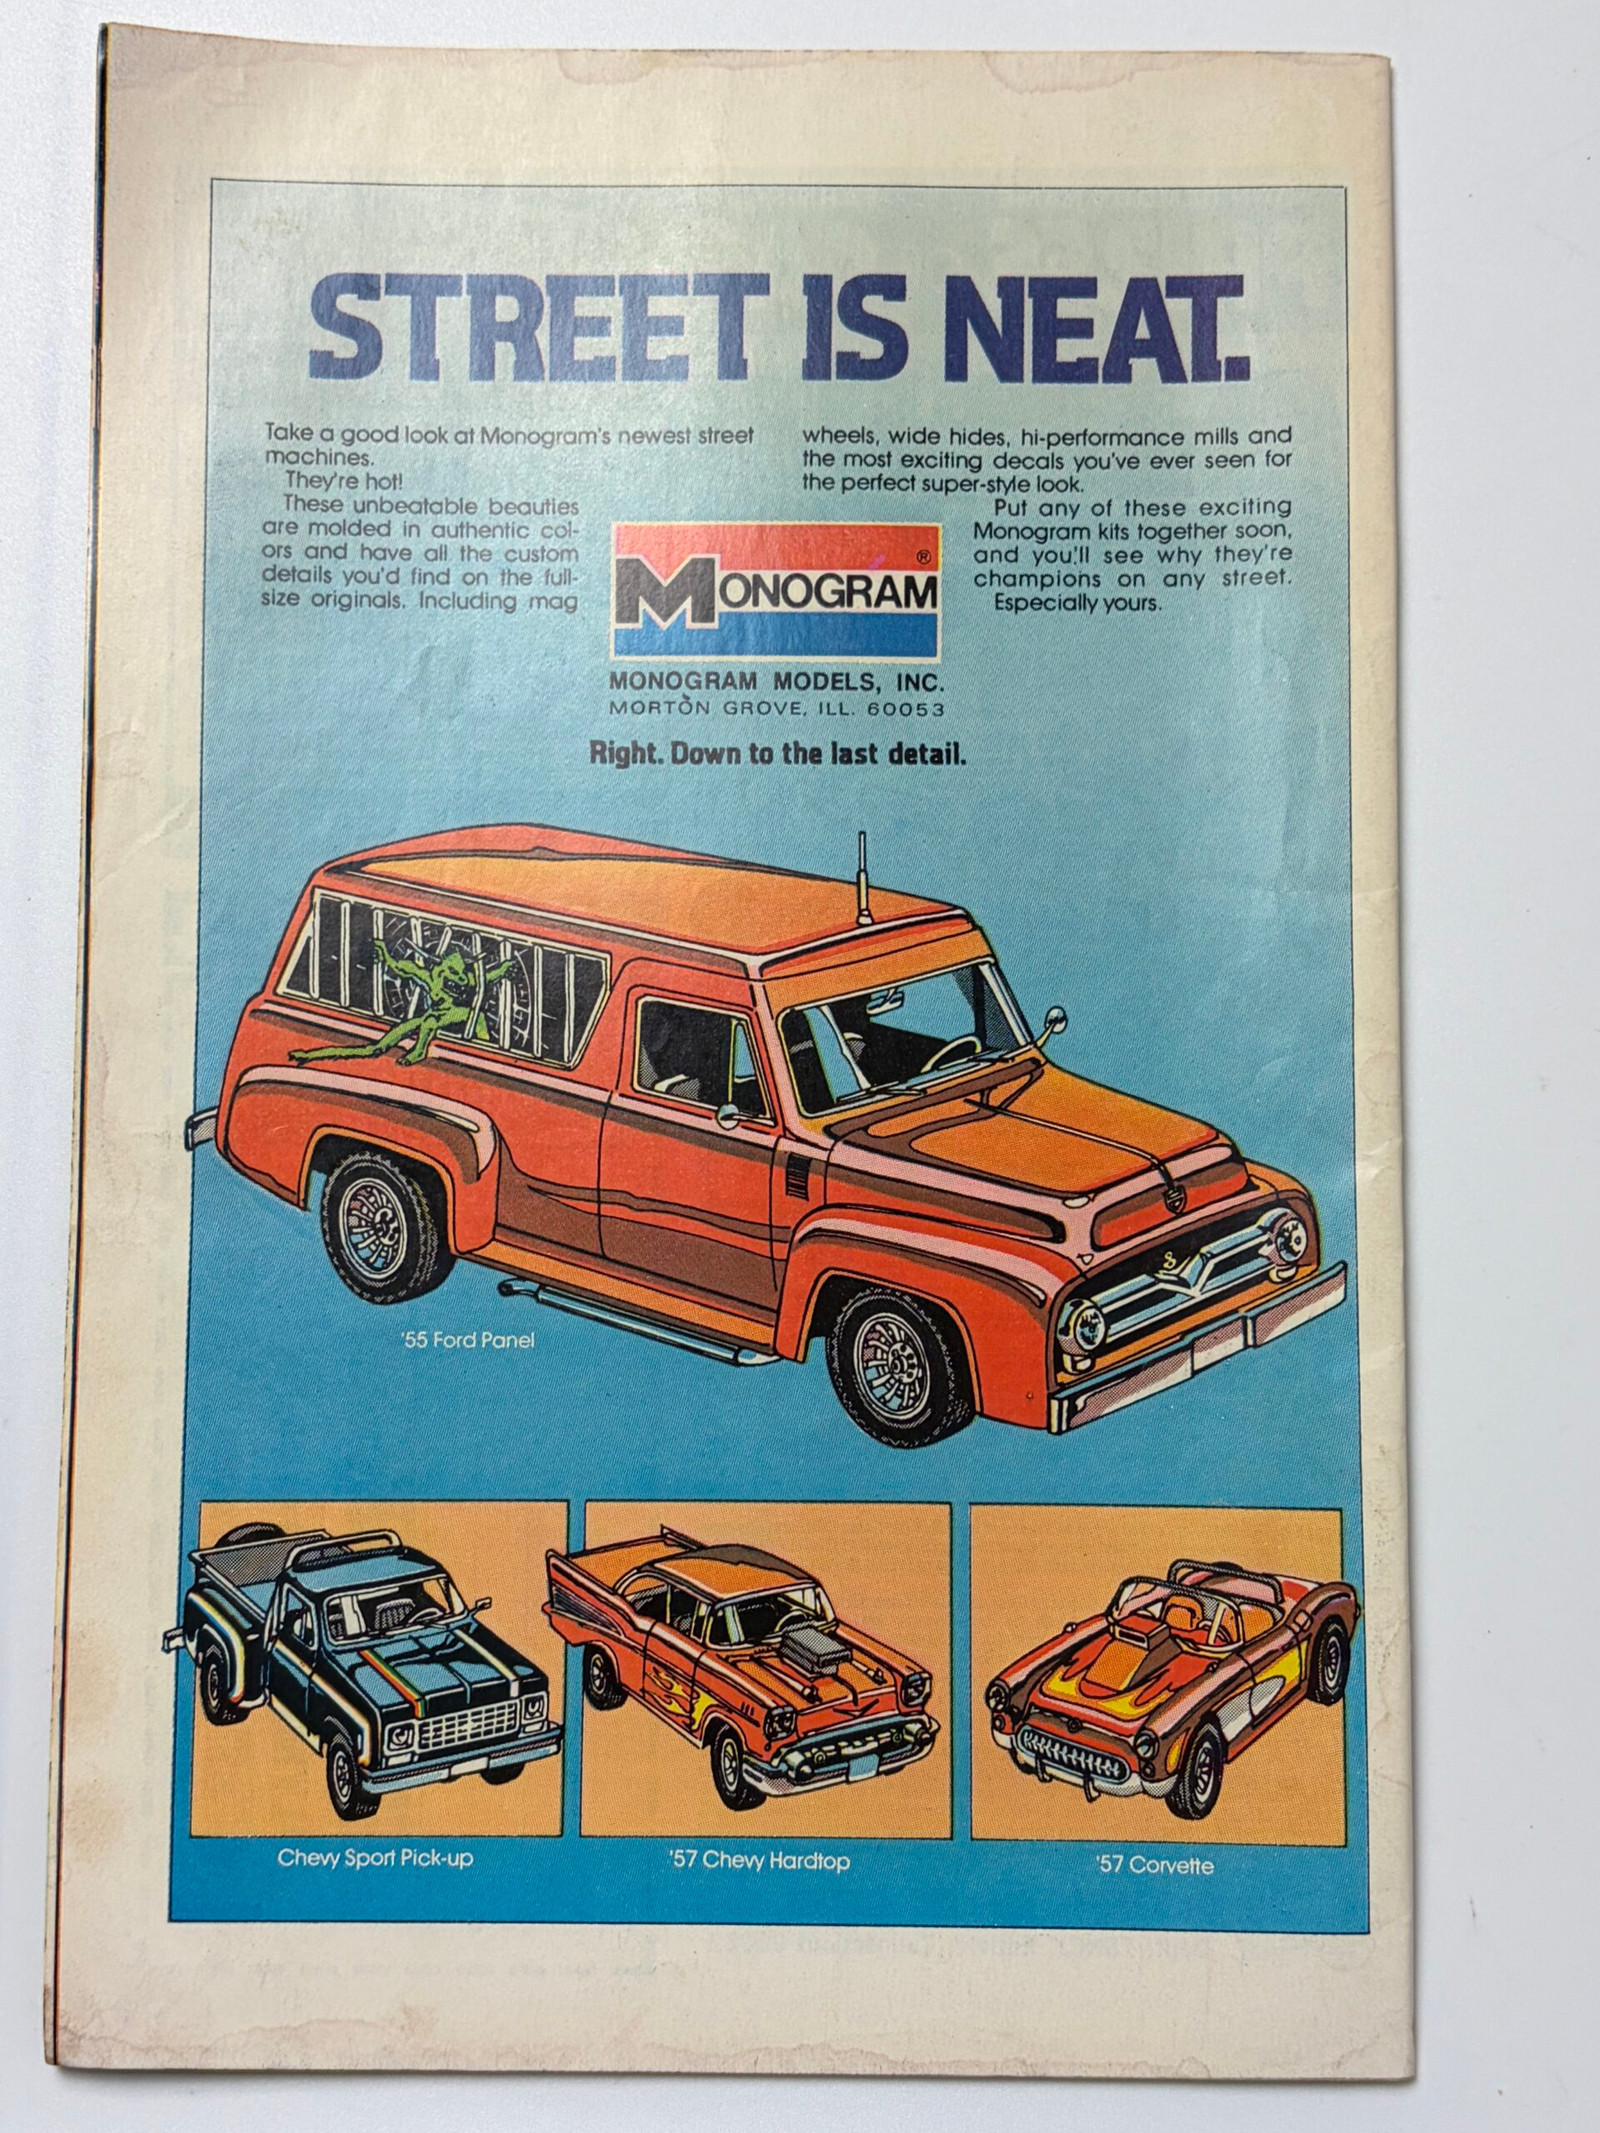 STREET IS NEAT.
Take a good look at Monogram's newest street
machines.
They're hot!
These unbeatable beauties
are molded in authentic col-
ors and have all the custom
details you'd find on the full-
size originals. Including mag
wheels, wide hides, hi-performance mills and
the most exciting decals you've ever seen for
the perfect super-style look.
Put any of these exciting
Monogram kits together soon,
and you'll see why they're
champions on any street.
Especially yours.
MONOGRAM®
MONOGRAM MODELS, INC.
MORTON GROVE, ILL. 60053
Right. Down to the last detail.
'55 Ford Panel
Chevy Sport Pick-up
'57 Chevy Hardtop
'57 Corvette